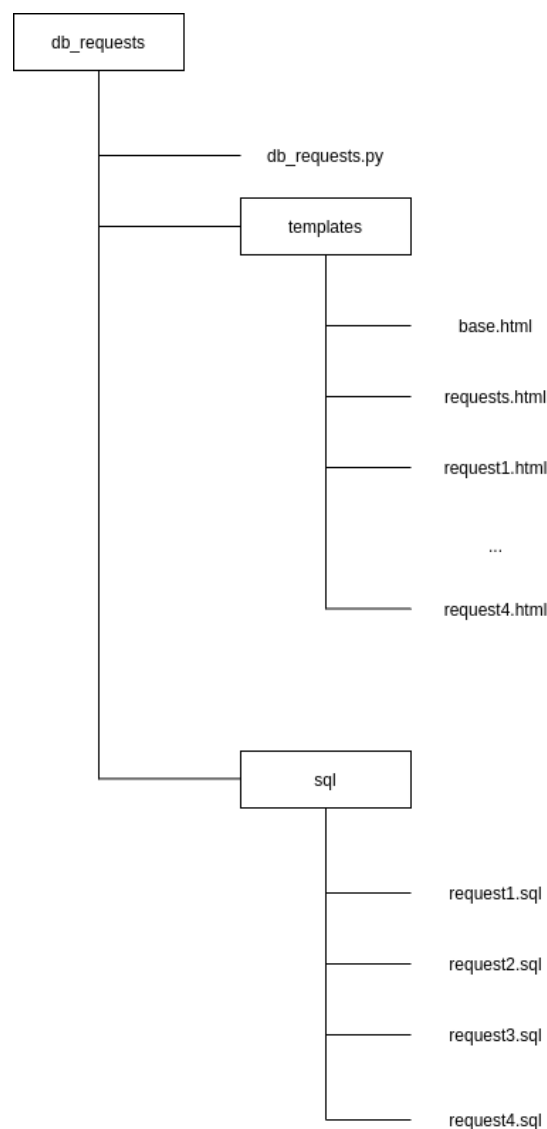 db_requests
db_requests.py
templates
base.html
requests.html
request1.html
...
request4.html
sql
request1.sql
request2.sql
request3.sql
request4.sql